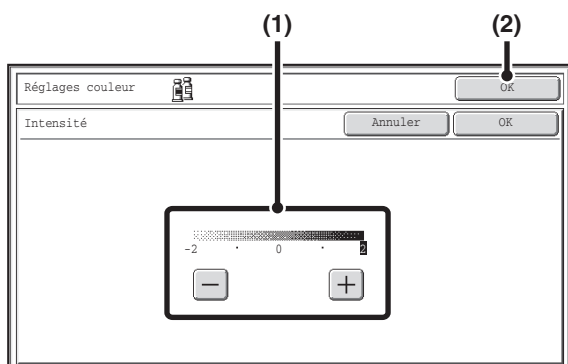 (1) (2)
Réglages couleur OK
Intensité Annuler OK
-2 · 0 · 2
− +